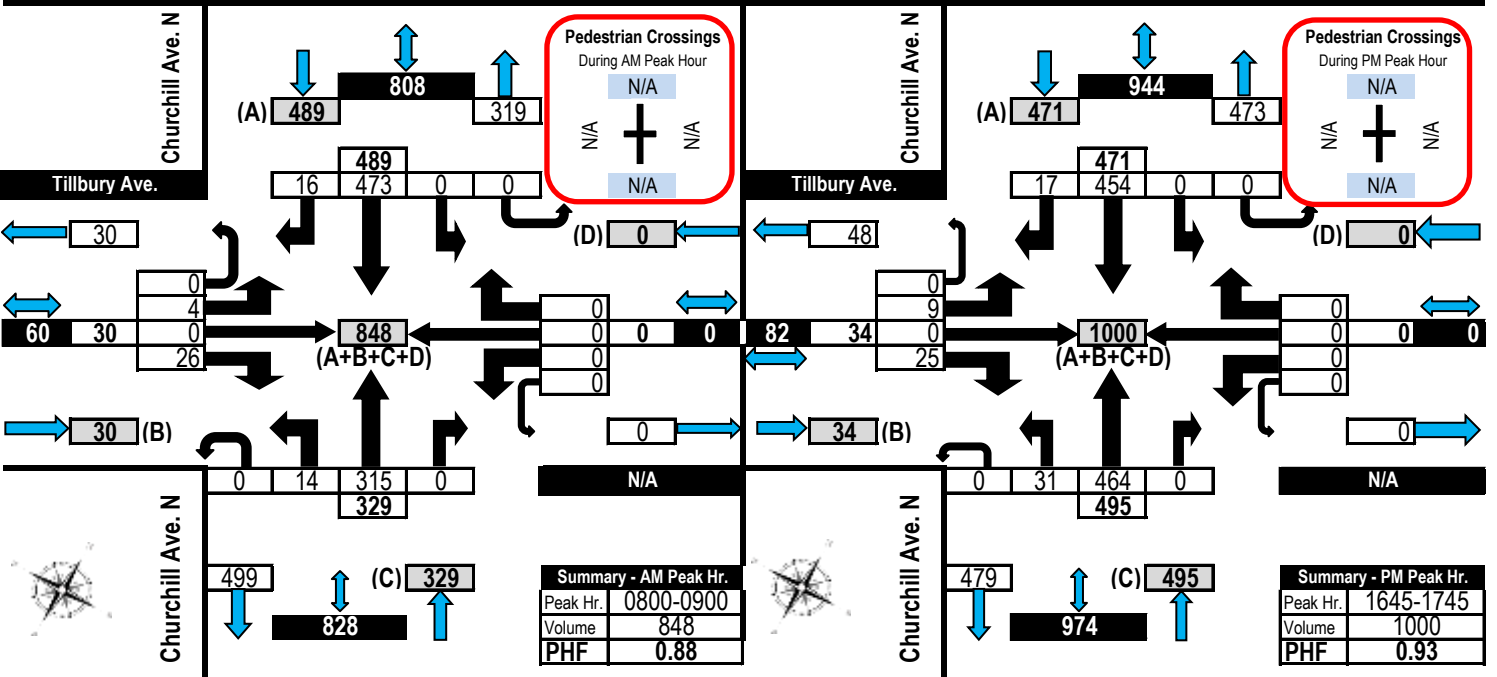 Churchill Ave. N
Pedestrian Crossings
During AM Peak Hour
N/A
N/A
N/A
N/A
808
(A) 489
319
489
16 473 0 0
Tillbury Ave.
30
(D) 0
0
4
60 30 0
26
848
(A+B+C+D)
0
0 0 0
0
0
30 (B)
0
0 14 315 0
329
N/A
Churchill Ave. N
499
(C) 329
828
Summary - AM Peak Hr.
Peak Hr. 0800-0900
Volume 848
PHF 0.88
Churchill Ave. N
Pedestrian Crossings
During PM Peak Hour
N/A
N/A
N/A
N/A
944
(A) 471
473
471
17 454 0 0
Tillbury Ave.
48
(D) 0
0
9
82 34 0
25
1000
(A+B+C+D)
0
0 0 0
0
0
34 (B)
0
0 31 464 0
495
N/A
Churchill Ave. N
479
(C) 495
974
Summary - PM Peak Hr.
Peak Hr. 1645-1745
Volume 1000
PHF 0.93